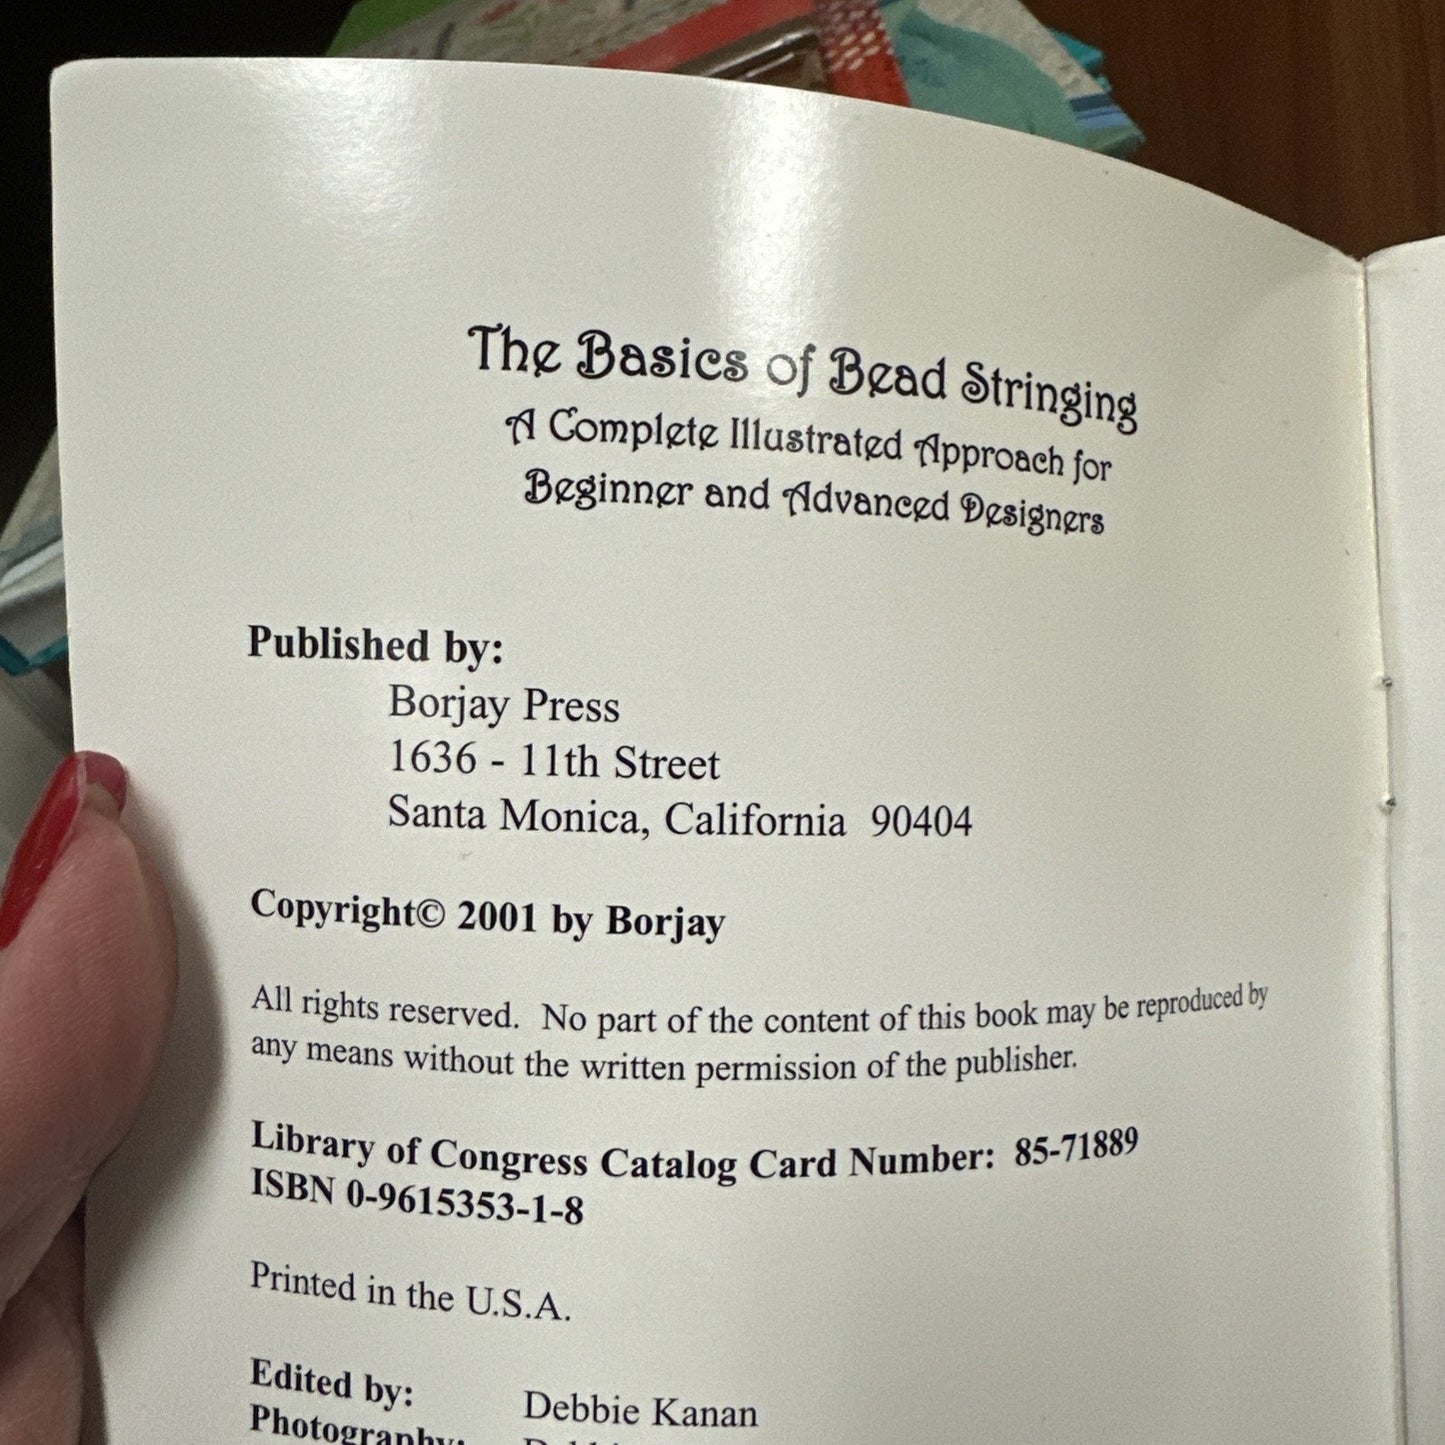 The Basics of Bead Stringing
A Complete Illustrated Approach for
Beginner and Advanced Designers
Published by:
Borjay Press
1636 - 11th Street
Santa Monica, California 90404
Copyright© 2001 by Borjay
All rights reserved. No part of the content of this book may be reproduced by
any means without the written permission of the publisher.
Library of Congress Catalog Card Number: 85-71889
ISBN 0-9615353-1-8
Printed in the U.S.A.
Edited by: Debbie Kanan
Photography: